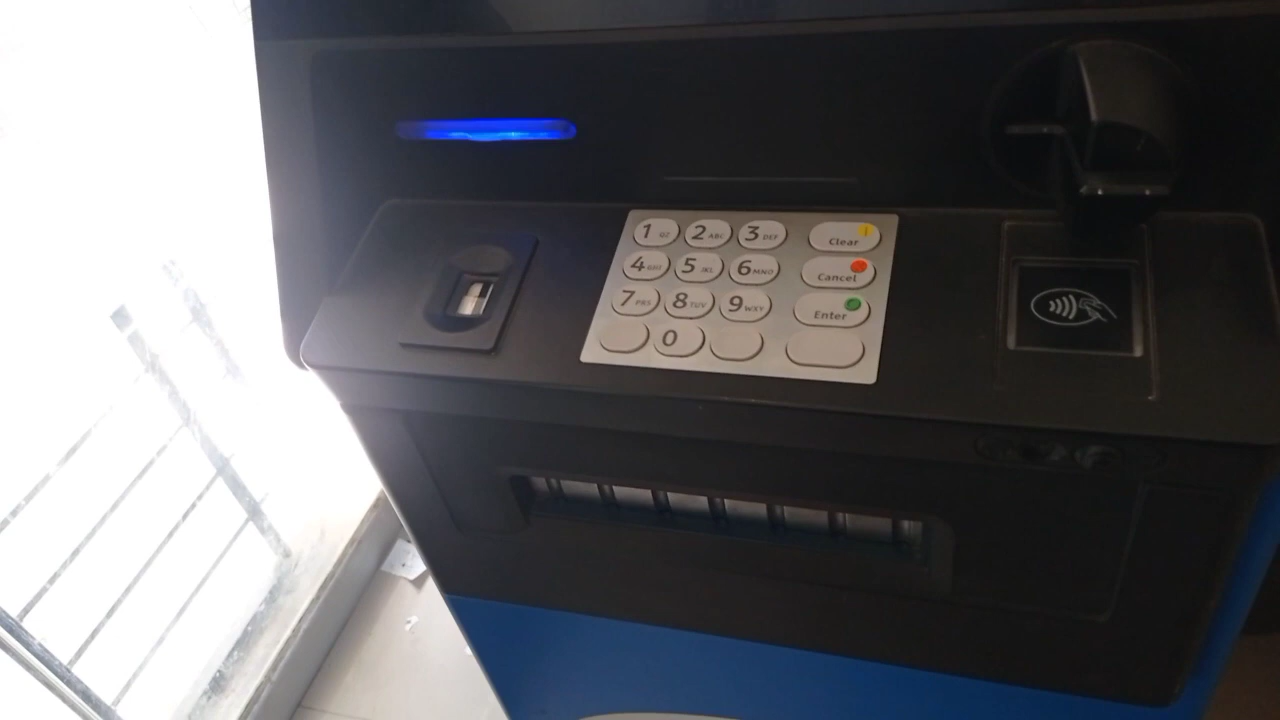 1 QZ 2 ABC 3 DEF Clear
4 GHI 5 JKL 6 MNO Cancel
7 PRS 8 TUV 9 WXY Enter
0